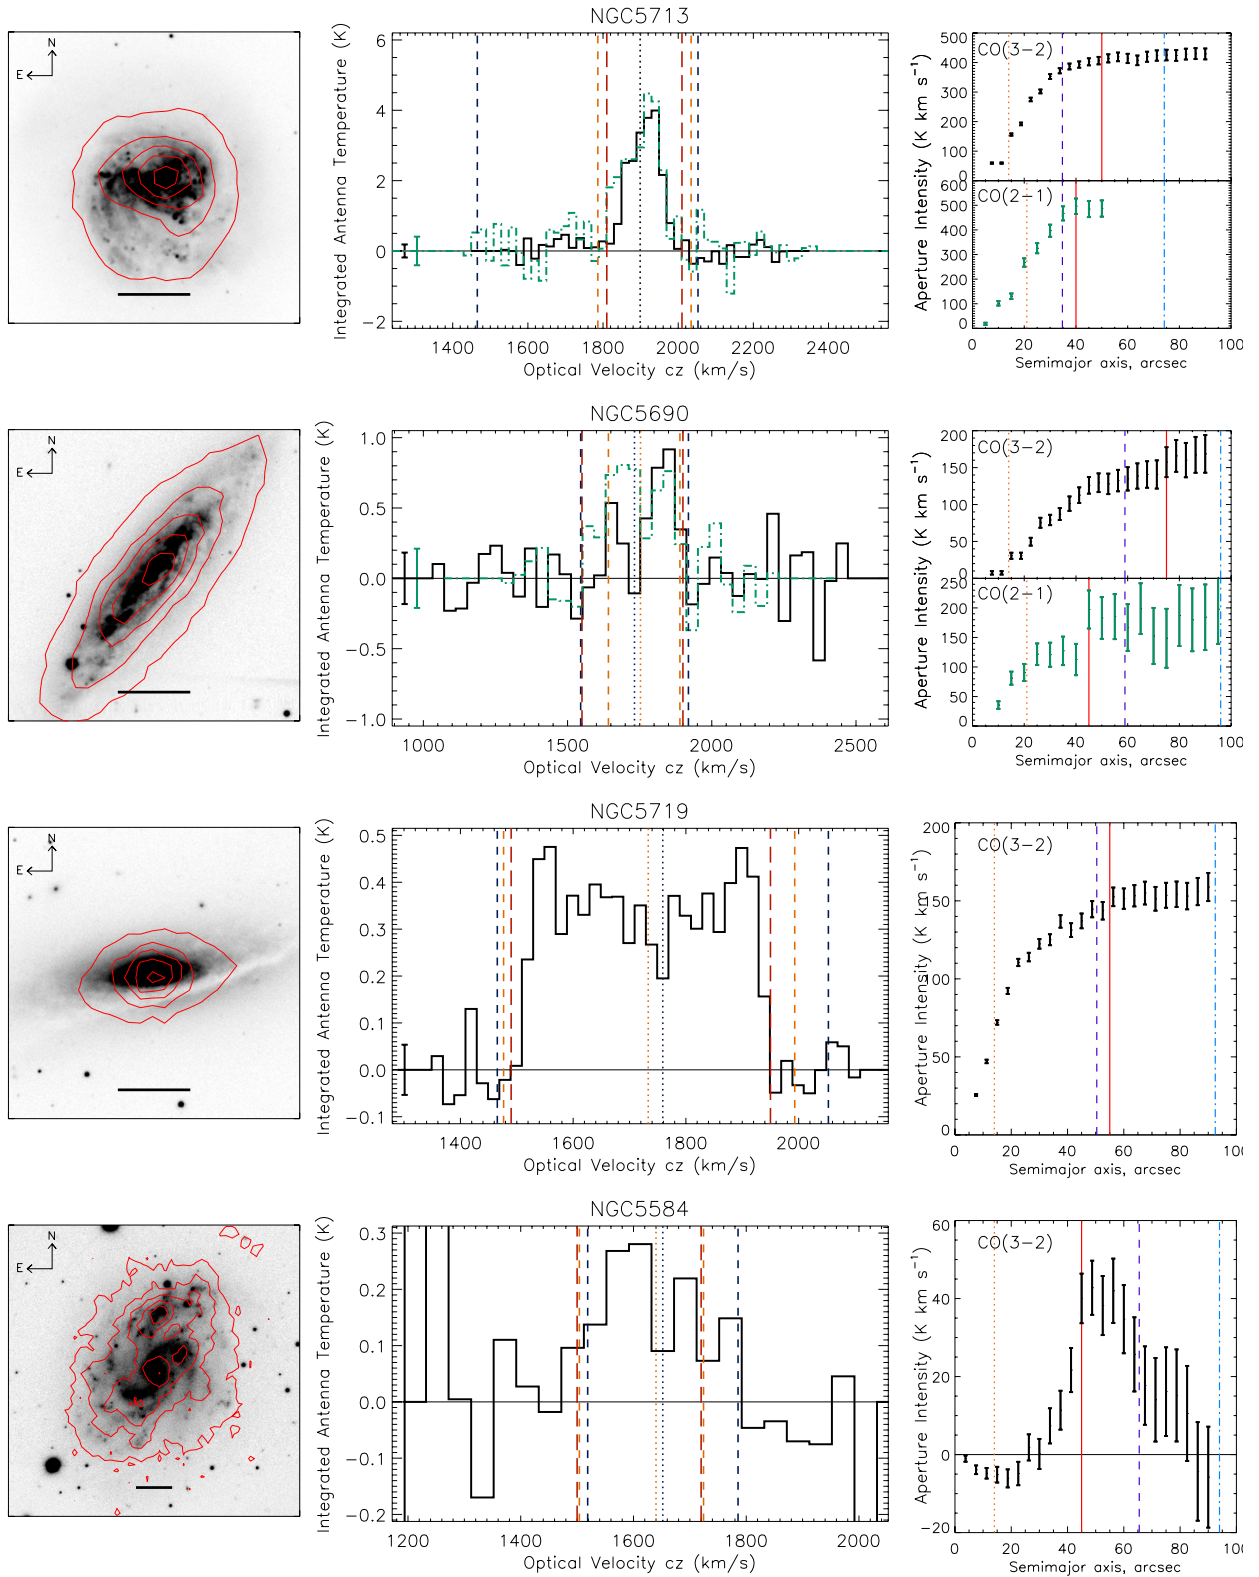 NGC5713
N
E
Integrated Antenna Temperature (K)
6
4
2
0
−2
1400 1600 1800 2000 2200 2400
Optical Velocity cz (km/s)
Aperture Intensity (K km s⁻¹)
CO(3−2)
500
400
300
200
100
0
CO(2−1)
600
500
400
300
200
100
0
0 20 40 60 80 100
Semimajor axis, arcsec
NGC5690
N
E
Integrated Antenna Temperature (K)
1.0
0.5
0.0
−0.5
−1.0
1000 1500 2000 2500
Optical Velocity cz (km/s)
Aperture Intensity (K km s⁻¹)
CO(3−2)
200
150
100
50
0
CO(2−1)
200
150
100
50
0
0 20 40 60 80 100
Semimajor axis, arcsec
NGC5719
N
E
Integrated Antenna Temperature (K)
0.5
0.4
0.3
0.2
0.1
0.0
−0.1
1400 1600 1800 2000
Optical Velocity cz (km/s)
Aperture Intensity (K km s⁻¹)
CO(3−2)
200
150
100
50
0
0 20 40 60 80 100
Semimajor axis, arcsec
NGC5584
N
E
Integrated Antenna Temperature (K)
0.3
0.2
0.1
0.0
−0.1
−0.2
1200 1400 1600 1800 2000
Optical Velocity cz (km/s)
Aperture Intensity (K km s⁻¹)
CO(3−2)
60
40
20
0
−20
0 20 40 60 80 100
Semimajor axis, arcsec